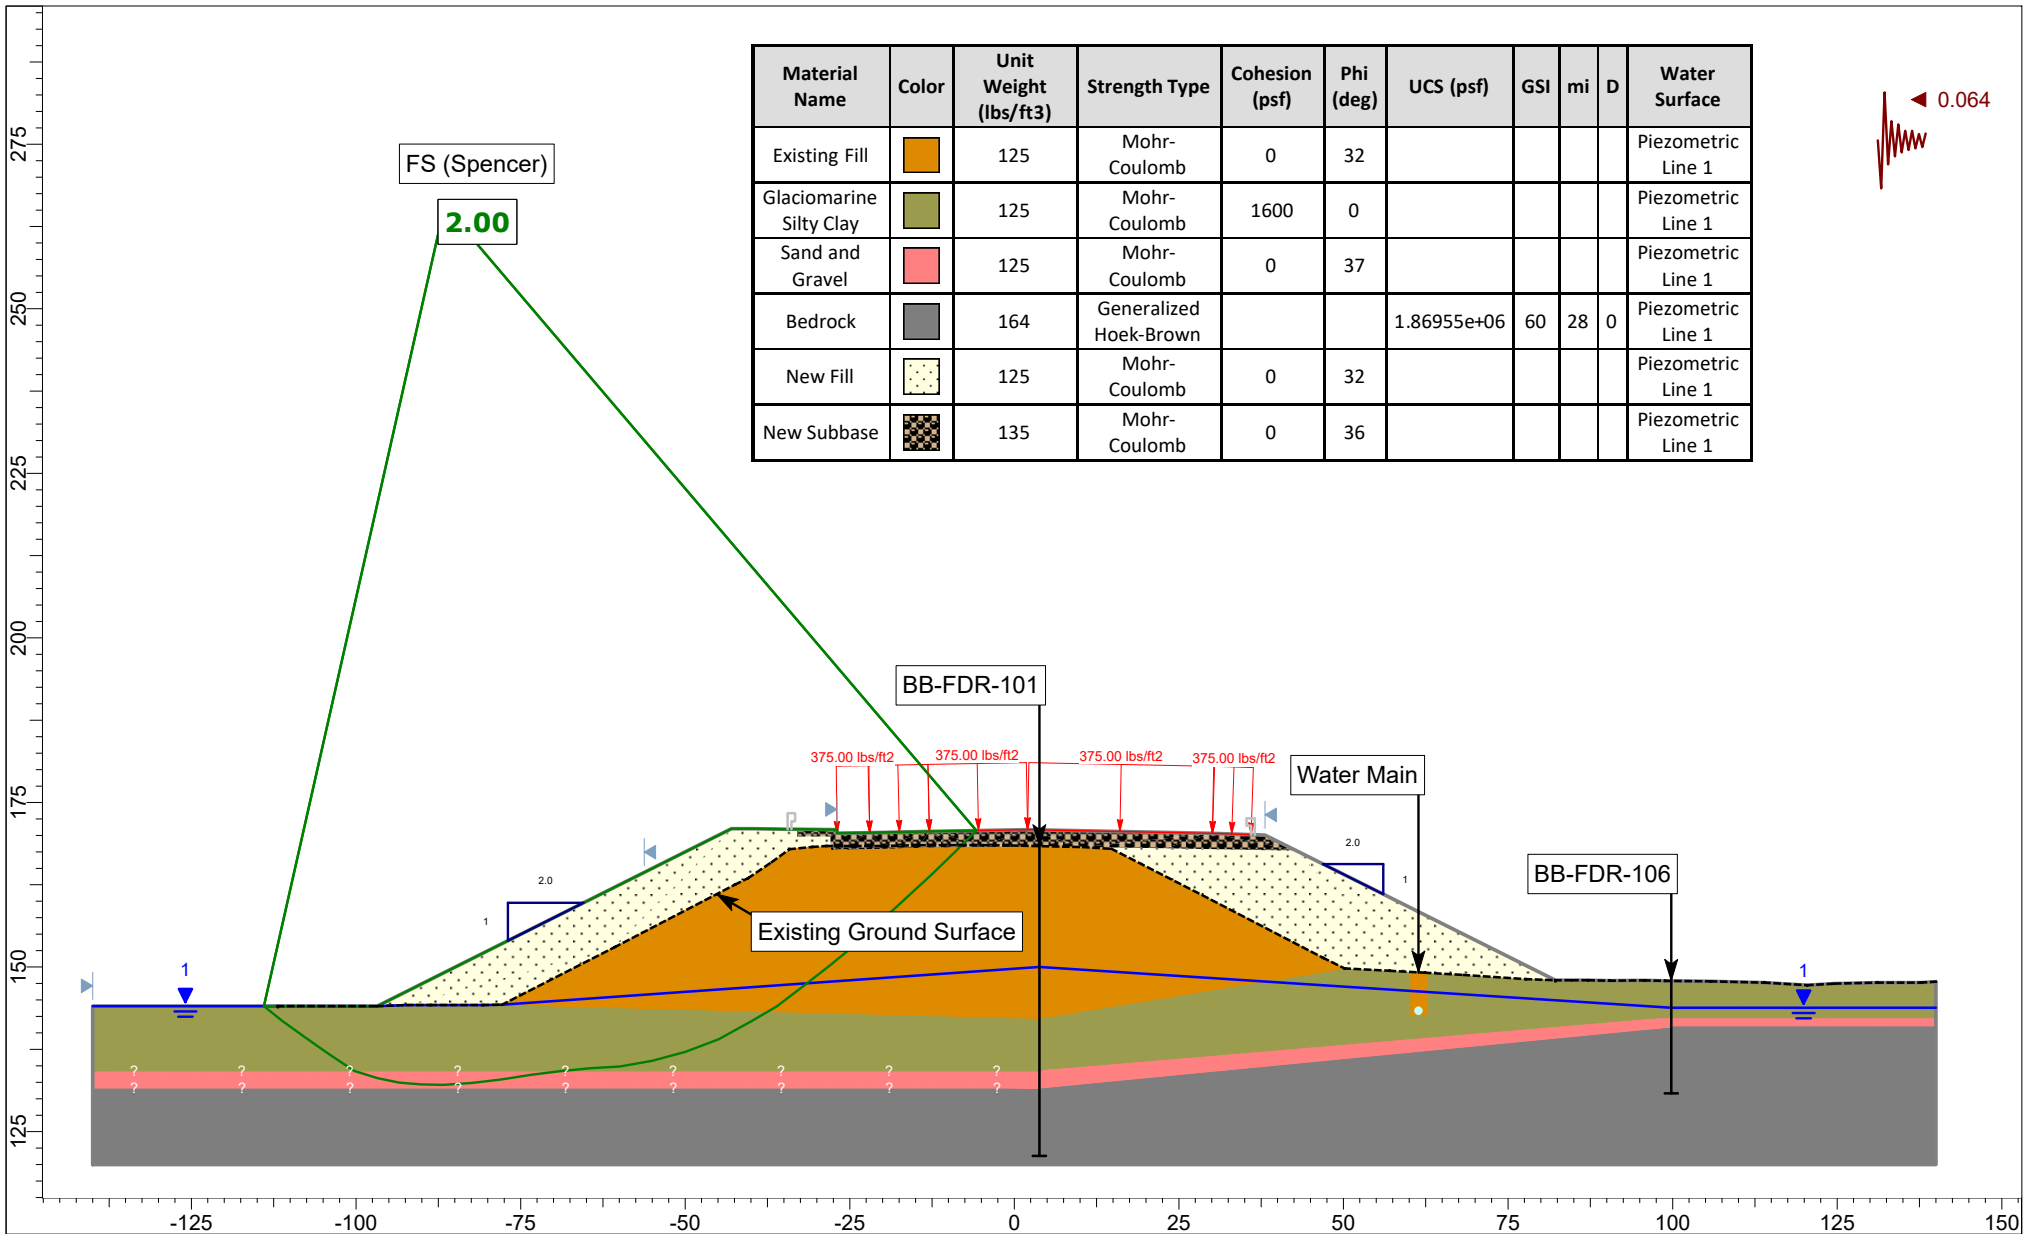 Material Name Color Unit Weight (lbs/ft3) Strength Type Cohesion (psf) Phi (deg) UCS (psf) GSI mi D Water Surface
Existing Fill 125 Mohr-Coulomb 0 32 Piezometric Line 1
Glaciomarine Silty Clay 125 Mohr-Coulomb 1600 0 Piezometric Line 1
Sand and Gravel 125 Mohr-Coulomb 0 37 Piezometric Line 1
Bedrock 164 Generalized Hoek-Brown 1.86955e+06 60 28 0 Piezometric Line 1
New Fill 125 Mohr-Coulomb 0 32 Piezometric Line 1
New Subbase 135 Mohr-Coulomb 0 36 Piezometric Line 1
0.064
FS (Spencer)
2.00
BB-FDR-101
375.00 lbs/ft2 375.00 lbs/ft2 375.00 lbs/ft2 375.00 lbs/ft2
Water Main
2.0
1
2.0
1
BB-FDR-106
Existing Ground Surface
1
1
? ? ? ? ? ? ? ? ?
? ? ? ? ? ? ? ? ?
275
250
225
200
175
150
125
-125 -100 -75 -50 -25 0 25 50 75 100 125 150